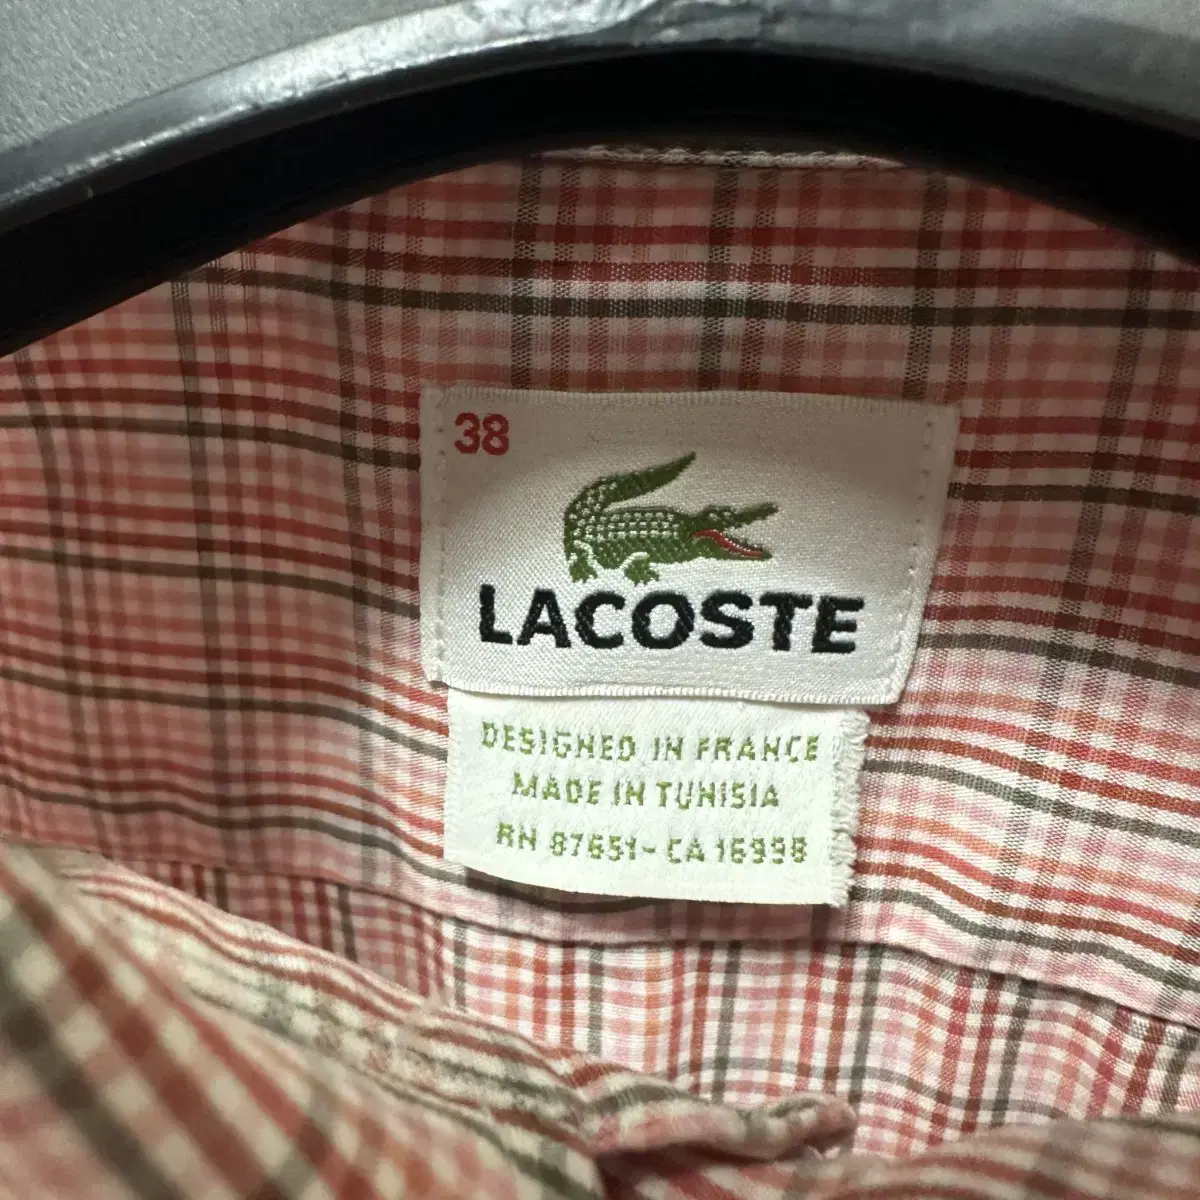 38
LACOSTE
DESIGNED IN FRANCE
MADE IN TUNISIA
RN 87651-CA 16998